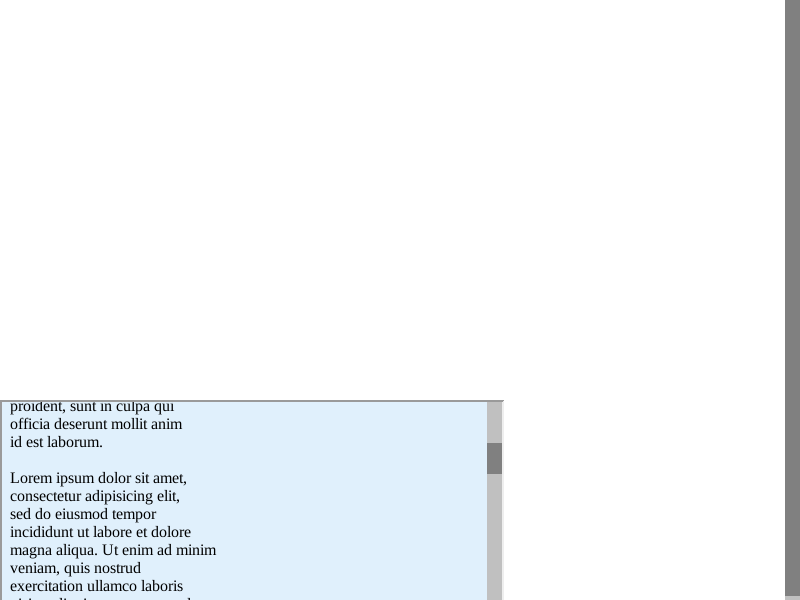 proident, sunt in culpa qui
officia deserunt mollit anim
id est laborum.
Lorem ipsum dolor sit amet,
consectetur adipisicing elit,
sed do eiusmod tempor
incididunt ut labore et dolore
magna aliqua. Ut enim ad minim
veniam, quis nostrud
exercitation ullamco laboris